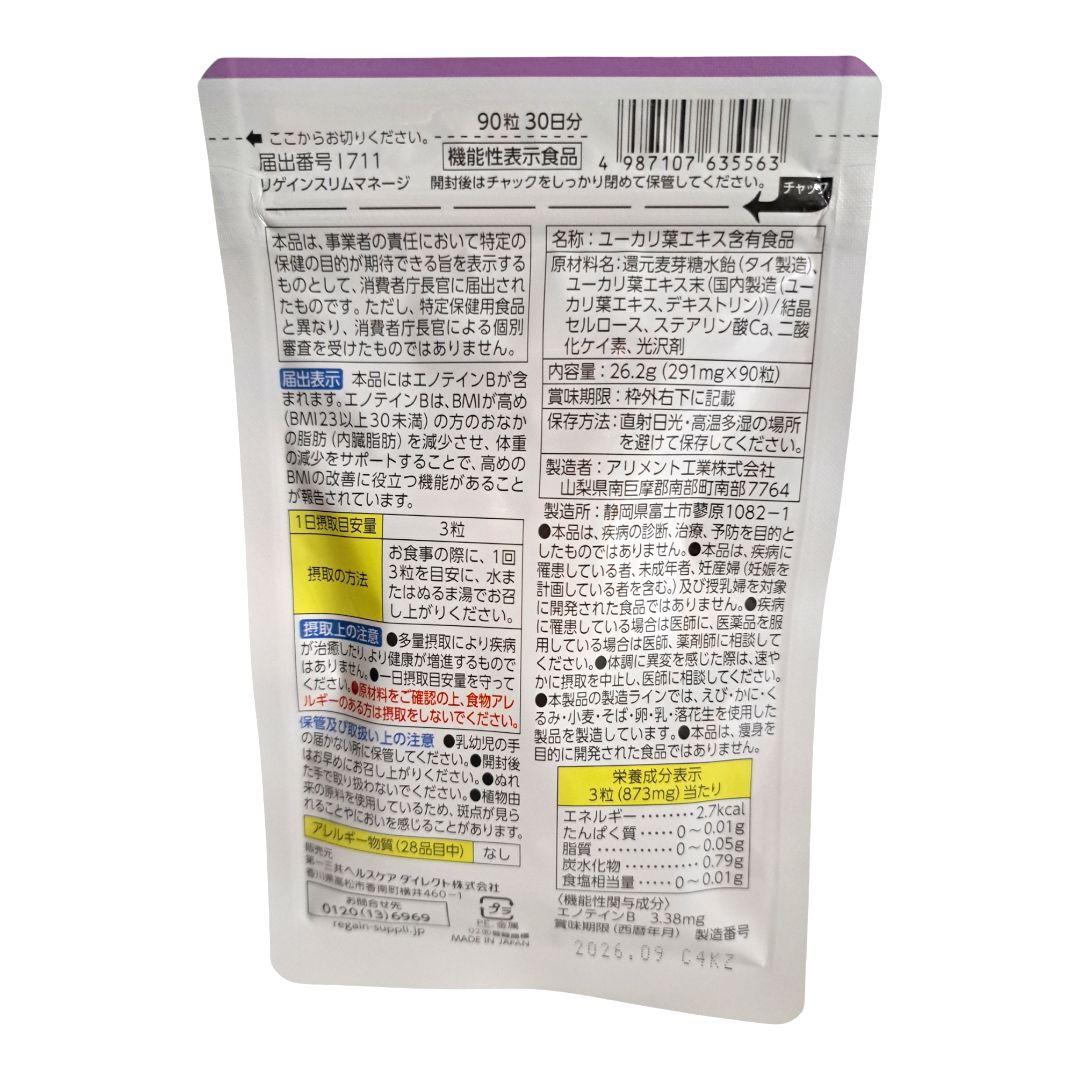 90粒 30日分
ここからお切りください。
届出番号I711
機能性表示食品
4 987107 635563
リゲインスリムマネージ 開封後はチャックをしっかり閉めて保管してください。
チャック
本品は、事業者の責任において特定の
保健の目的が期待できる旨を表示する
ものとして、消費者庁長官に届出され
たものです。ただし、特定保健用食品
と異なり、消費者庁長官による個別
審査を受けたものではありません。
届出表示 本品にはエノテインBが含
まれます。エノテインBは、BMIが高め
(BMI23以上30未満)の方のおなか
の脂肪(内臓脂肪)を減少させ、体重
の減少をサポートすることで、高めの
BMIの改善に役立つ機能があること
が報告されています。
1日摂取目安量 3粒
摂取の方法
お食事の際に、1回
3粒を目安に、水ま
たはぬるま湯でお召
し上がりください。
摂取上の注意 ●多量摂取により疾病
が治癒したり、より健康が増進するもので
はありません。●一日摂取目安量を守って
ください。●原材料をご確認の上、食物アレ
ルギーのある方は摂取をしないでください。
保管及び取扱い上の注意 ●乳幼児の手
の届かない所に保管してください。●開封後
はお早めにお召し上がりください。●ぬれ
た手で取り扱わないでください。●植物由
来の原料を使用しているため、斑点が見ら
れることやにおいを感じることがあります。
アレルギー物質(28品目中) なし
販売元
第一三共ヘルスケア ダイレクト株式会社
香川県高松市香南町横井460-1
お問合せ先
0120(13)6969
regain-suppli.jp
プラ
PE、金属
MADE IN JAPAN
名称:ユーカリ葉エキス含有食品
原材料名:還元麦芽糖水飴(タイ製造)、
ユーカリ葉エキス末(国内製造(ユー
カリ葉エキス、デキストリン))/結晶
セルロース、ステアリン酸Ca、二酸
化ケイ素、光沢剤
内容量:26.2g(291mg×90粒)
賞味期限:枠外右下に記載
保存方法:直射日光・高温多湿の場所
を避けて保存してください。
製造者:アリメント工業株式会社
山梨県南巨摩郡南部町南部7764
製造所:静岡県富士市蓼原1082-1
●本品は、疾病の診断、治療、予防を目的と
したものではありません。●本品は、疾病に
罹患している者、未成年者、妊産婦(妊娠を
計画している者を含む。)及び授乳婦を対象
に開発された食品ではありません。●疾病
に罹患している場合は医師に、医薬品を服
用している場合は医師、薬剤師に相談して
ください。●体調に異変を感じた際は、速や
かに摂取を中止し、医師に相談してください。
●本製品の製造ラインでは、えび・かに・く
るみ・小麦・そば・卵・乳・落花生を使用した
製品を製造しています。●本品は、痩身を
目的に開発された食品ではありません。
栄養成分表示
3粒(873mg)当たり
エネルギー………2.7kcal
たんぱく質……0~0.01g
脂質…………0~0.05g
炭水化物…………0.79g
食塩相当量……0~0.01g
〈機能性関与成分〉
エノテインB 3.38mg
賞味期限(西暦年月) 製造番号
2026.09 C4KZ